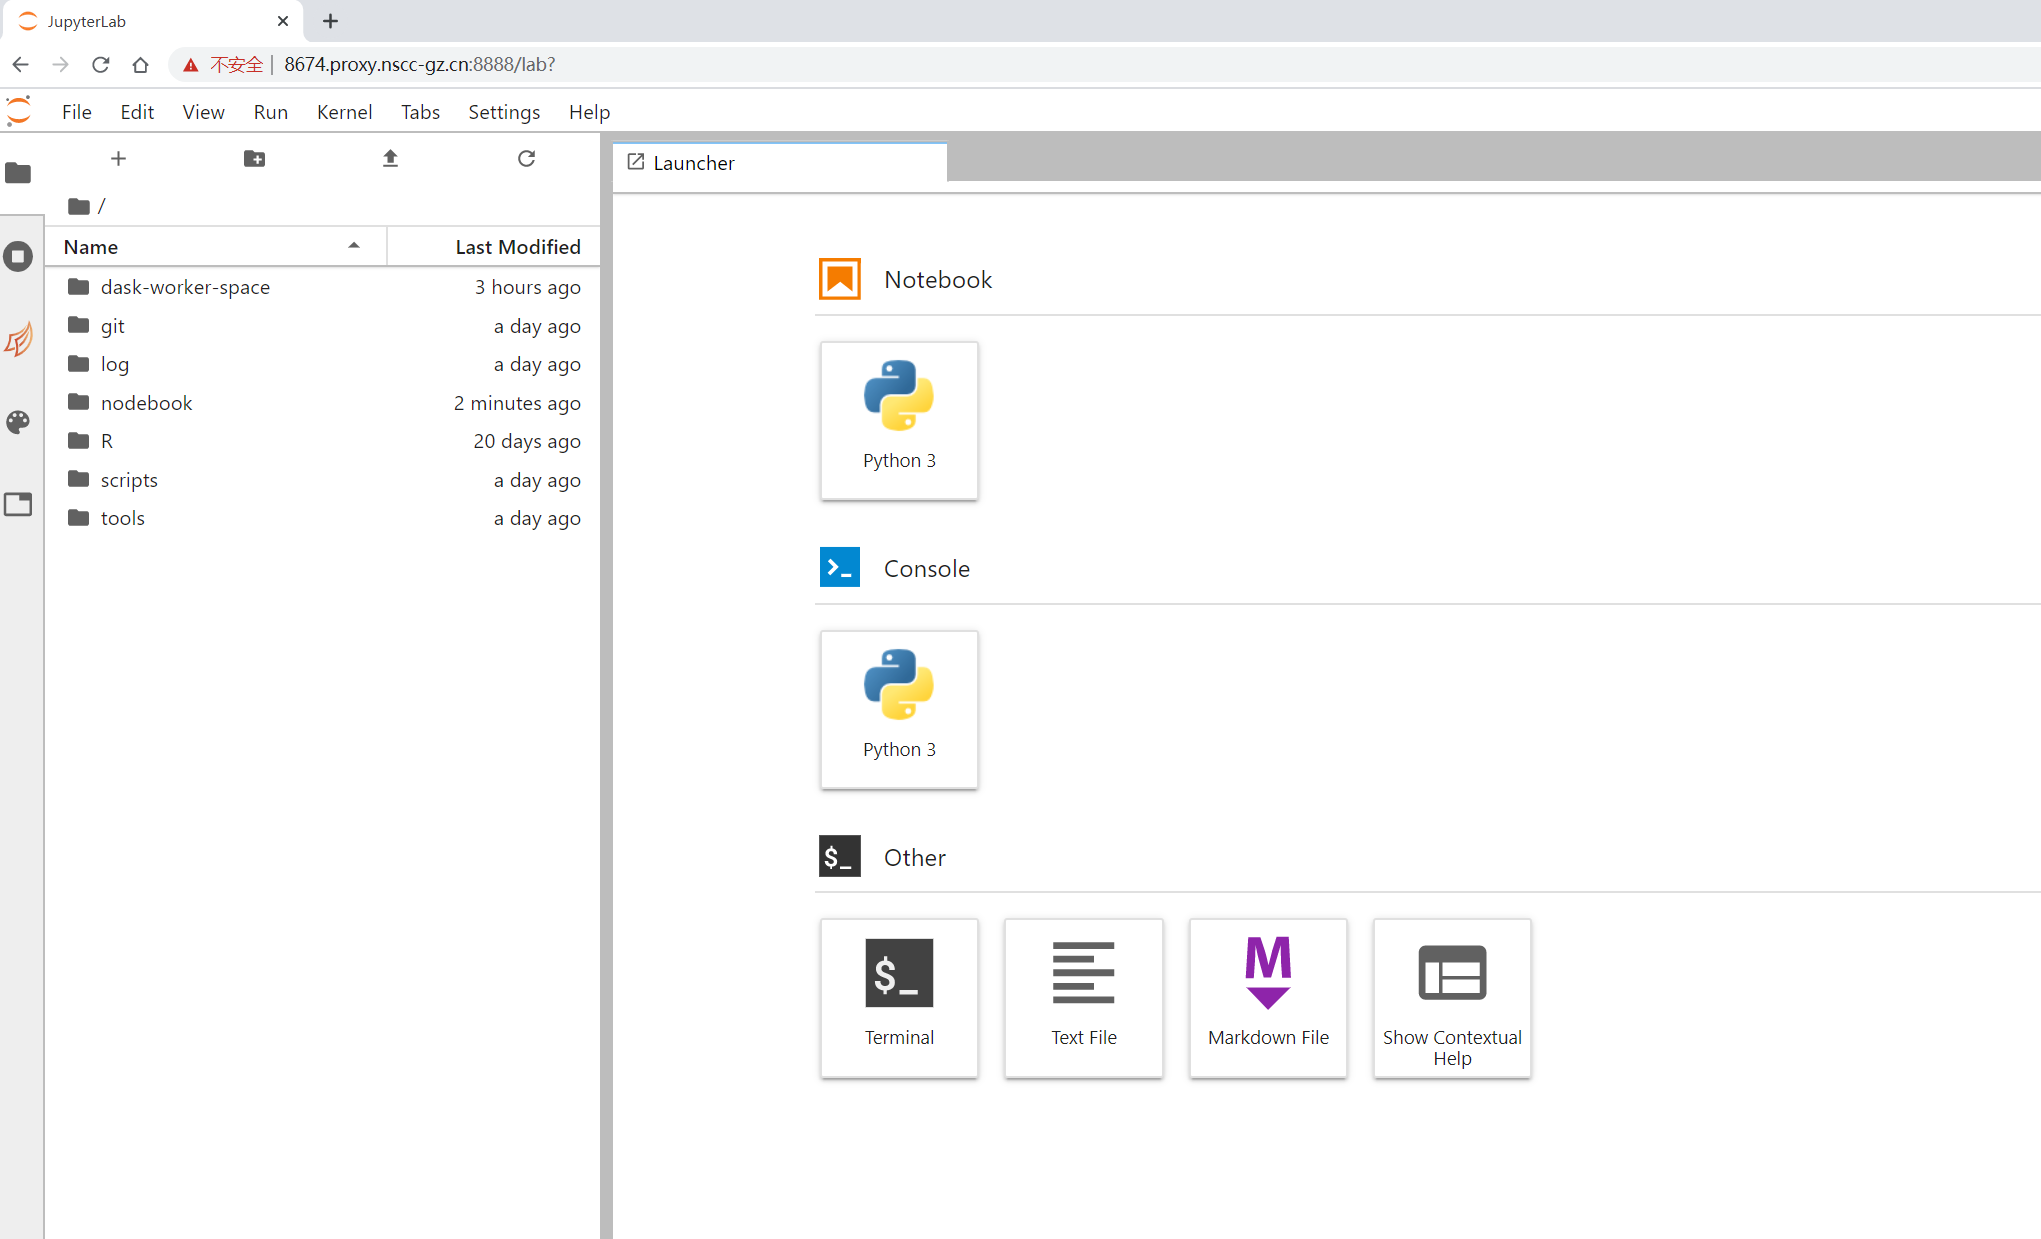 JupyterLab
不安全 | 8674.proxy.nscc-gz.cn:8888/lab?
File Edit View Run Kernel Tabs Settings Help
Launcher
/
Name Last Modified
dask-worker-space 3 hours ago
git a day ago
log a day ago
nodebook 2 minutes ago
R 20 days ago
scripts a day ago
tools a day ago
Notebook
Python 3
Console
>_
Python 3
$_ Other
$_
Terminal Text File Markdown File Show Contextual
Help
M